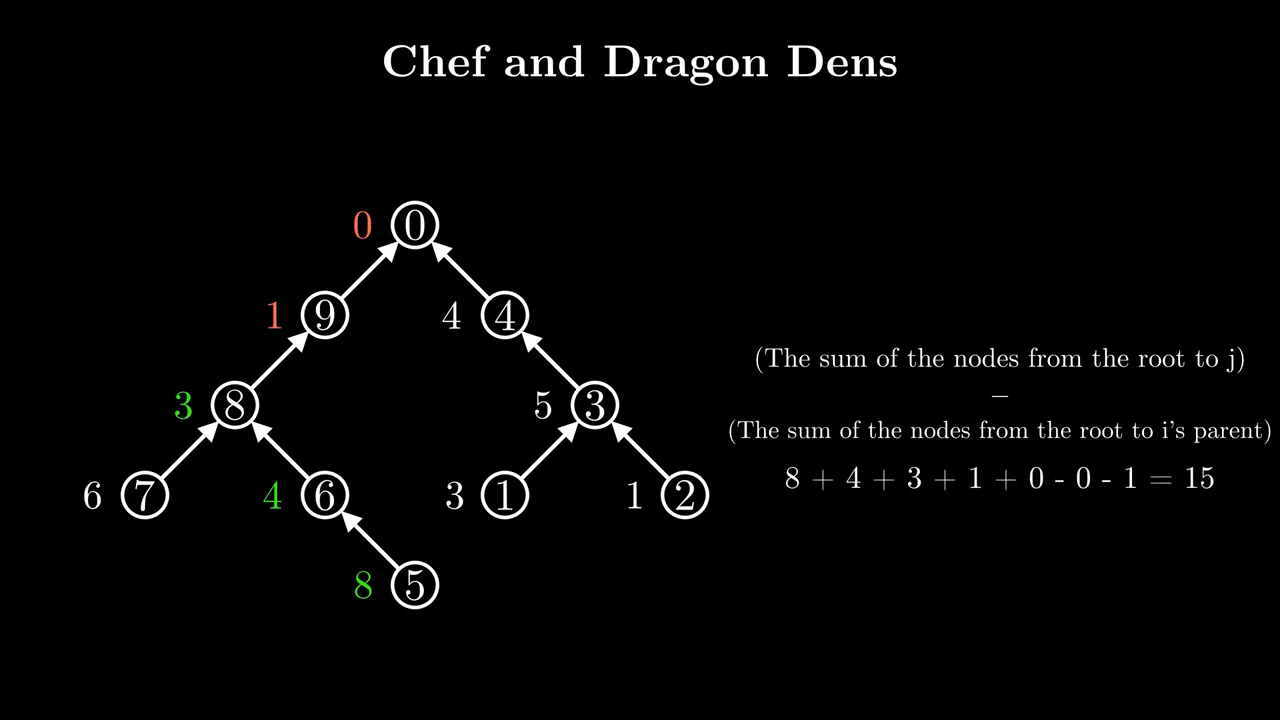 Chef and Dragon Dens
0 0
1 9 4 4
3 8 5 3
(The sum of the nodes from the root to j)
–
(The sum of the nodes from the root to i's parent)
8 + 4 + 3 + 1 + 0 - 0 - 1 = 15
6 7 4 6 3 1 1 2
8 5